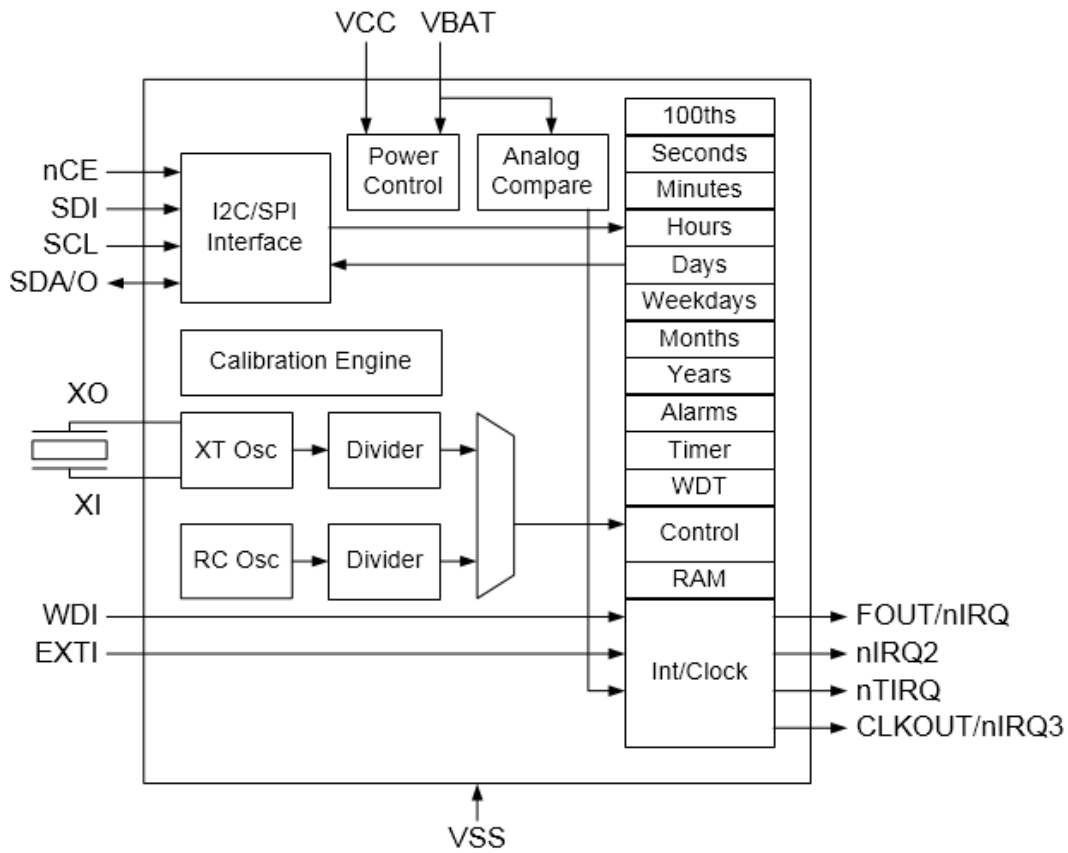 VCC VBAT
100ths
Seconds
Minutes
Hours
Days
Weekdays
Months
Years
Alarms
Timer
WDT
Control
RAM
Int/Clock
Power
Control
Analog
Compare
nCE
SDI
SCL
SDA/O
I2C/SPI
Interface
Calibration Engine
XO
XI
XT Osc
Divider
RC Osc
Divider
WDI
EXTI
FOUT/nIRQ
nIRQ2
nTIRQ
CLKOUT/nIRQ3
VSS